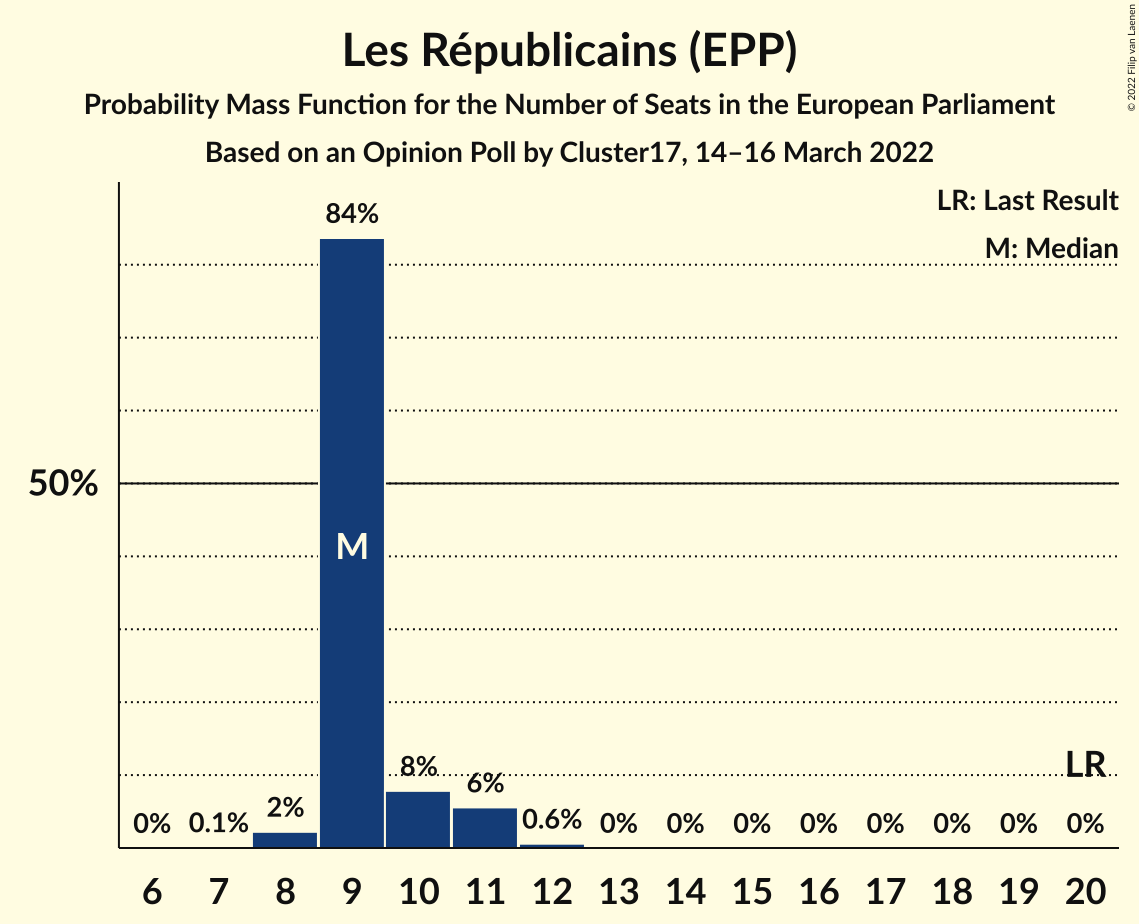 Les Républicains (EPP)
Probability Mass Function for the Number of Seats in the European Parliament
Based on an Opinion Poll by Cluster17, 14–16 March 2022
© 2022 Filip van Laenen
LR: Last Result
M: Median
84%
50%
M
LR
0% 0.1% 2% 8% 6% 0.6% 0% 0% 0% 0% 0% 0% 0% 0%
6 7 8 9 10 11 12 13 14 15 16 17 18 19 20